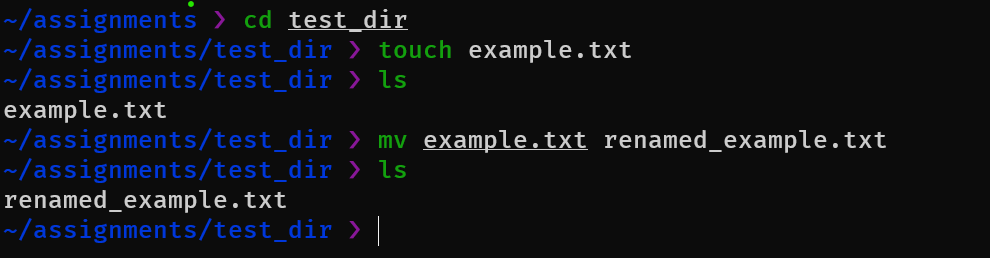 ~/assignments ❯ cd test_dir
~/assignments/test_dir ❯ touch example.txt
~/assignments/test_dir ❯ ls
example.txt
~/assignments/test_dir ❯ mv example.txt renamed_example.txt
~/assignments/test_dir ❯ ls
renamed_example.txt
~/assignments/test_dir ❯